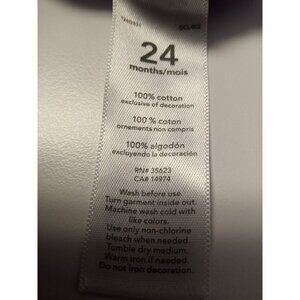 24
months/mois
100% cotton
exclusive of decoration
100 % coton
ornements non compris
100% algodón
excluyendo la decoración
RN# 35623
CA# 14974
Wash before use.
Turn garment inside out.
Machine wash cold with
like colors.
Use only non-chlorine
bleach when needed.
Tumble dry medium.
Warm iron if needed.
Do not iron decoration.